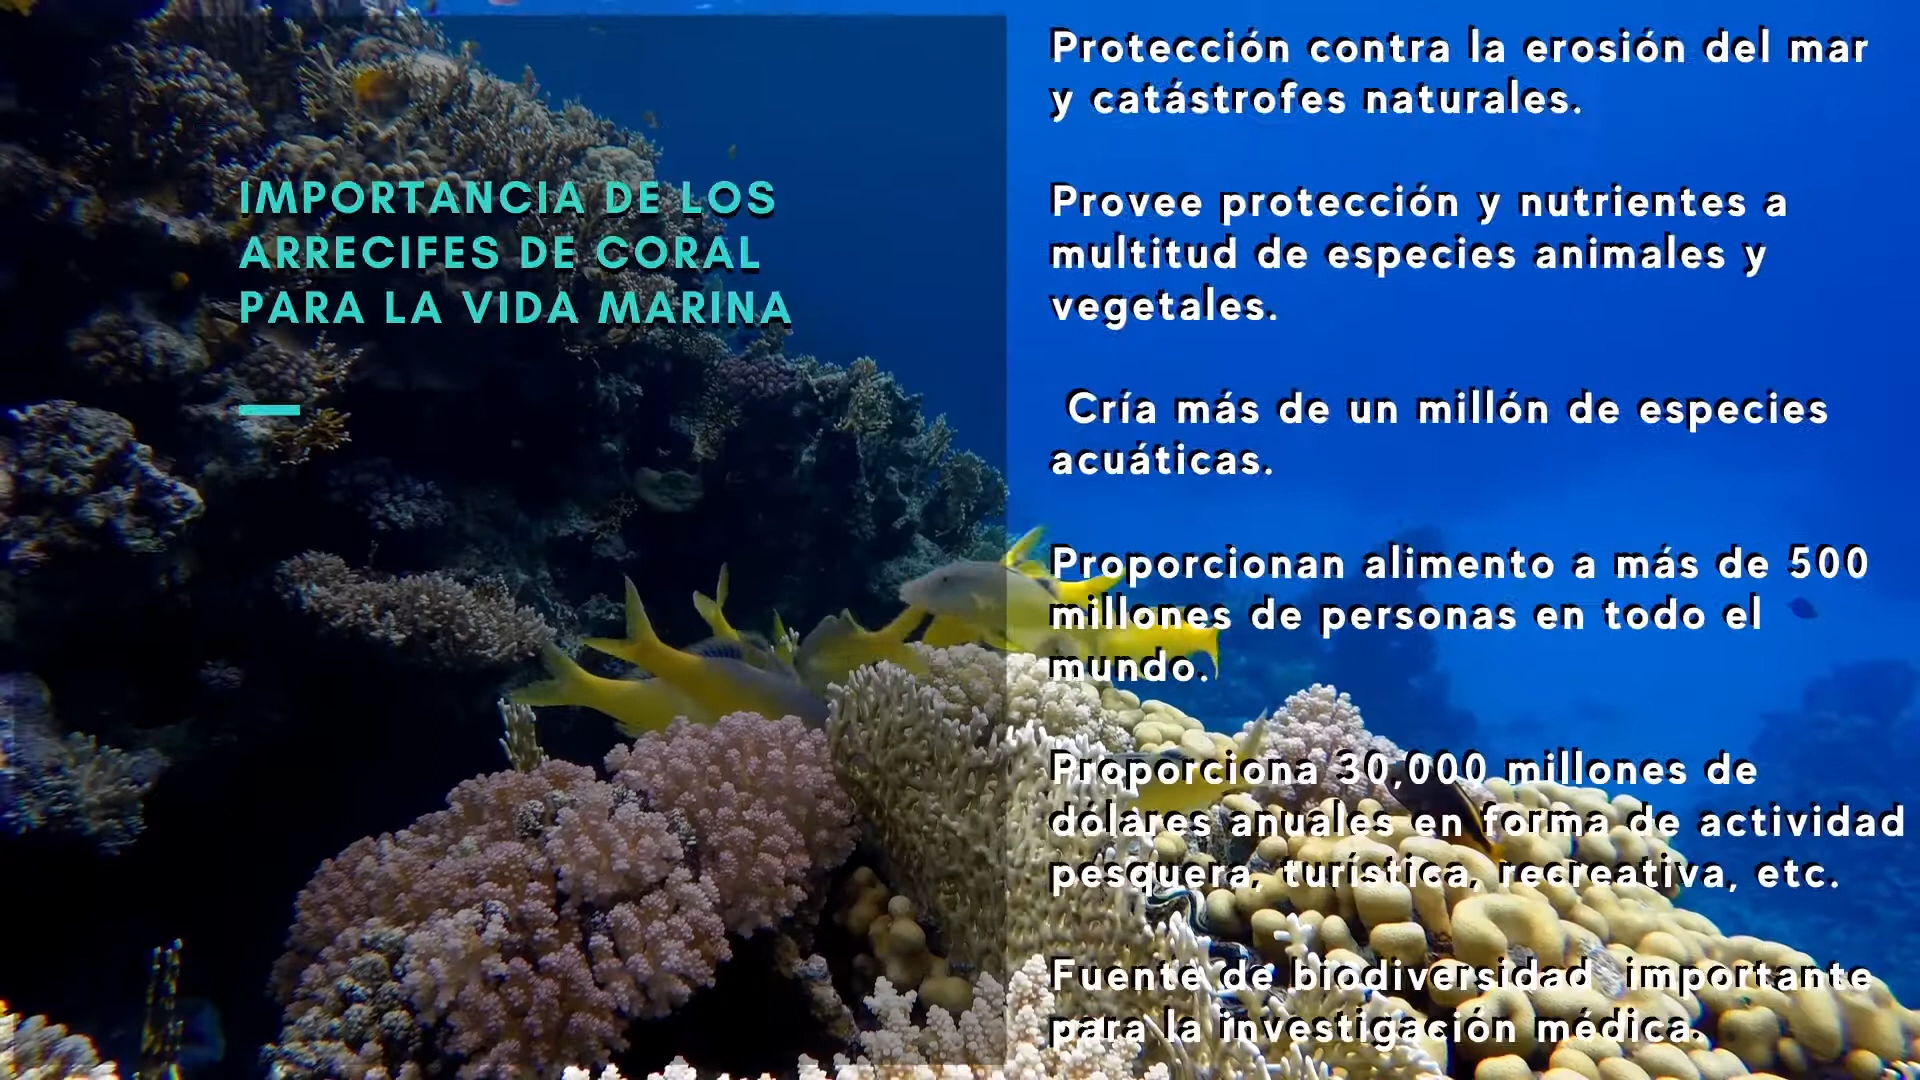 IMPORTANCIA DE LOS
ARRECIFES DE CORAL
PARA LA VIDA MARINA
Protección contra la erosión del mar
y catástrofes naturales.
Provee protección y nutrientes a
multitud de especies animales y
vegetales.
Cría más de un millón de especies
acuáticas.
Proporcionan alimento a más de 500
millones de personas en todo el
mundo.
Proporciona 30,000 millones de
dólares anuales en forma de actividad
pesquera, turística, recreativa, etc.
Fuente de biodiversidad importante
para la investigación médica.